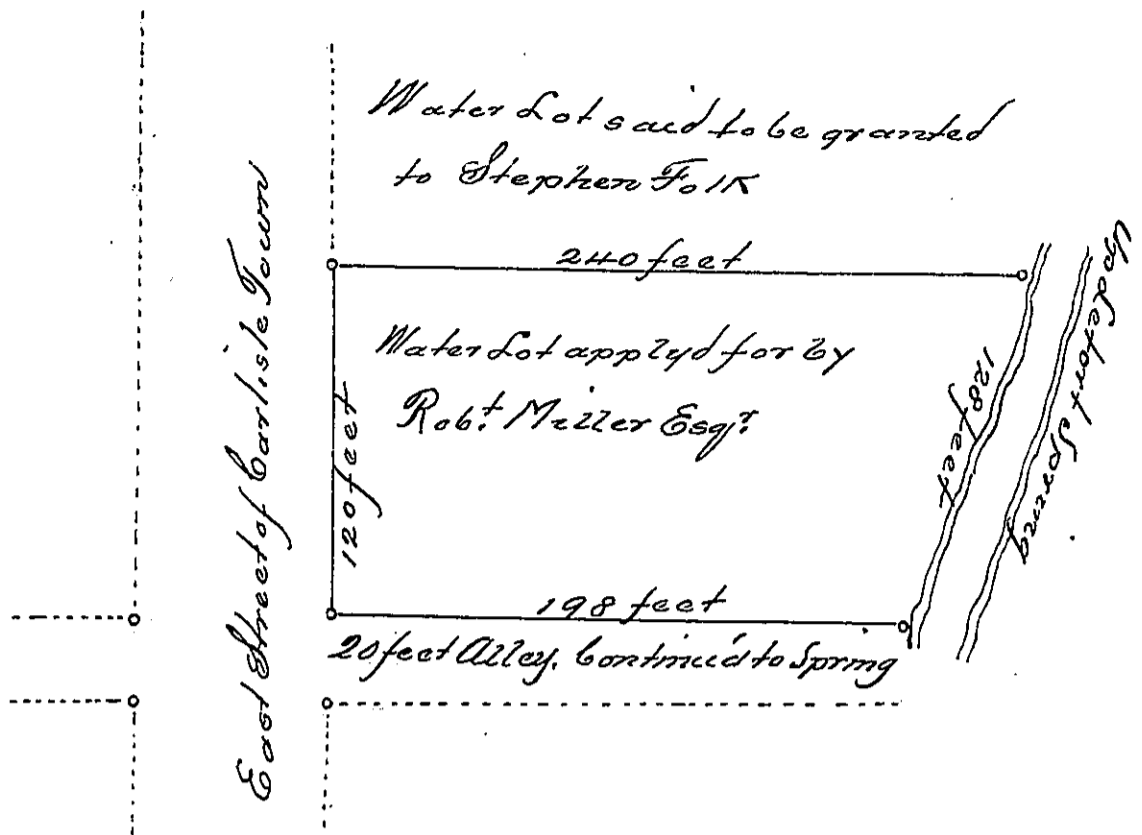 Water Lot said to be granted
to Stephen Folk
240 feet
Water Lot applyd for by
Robt. Miller Esqr.
120 feet
128 feet
198 feet
20 feet Alley. Continued to Spring
East Street of Carlisle Town
Updefort Spring